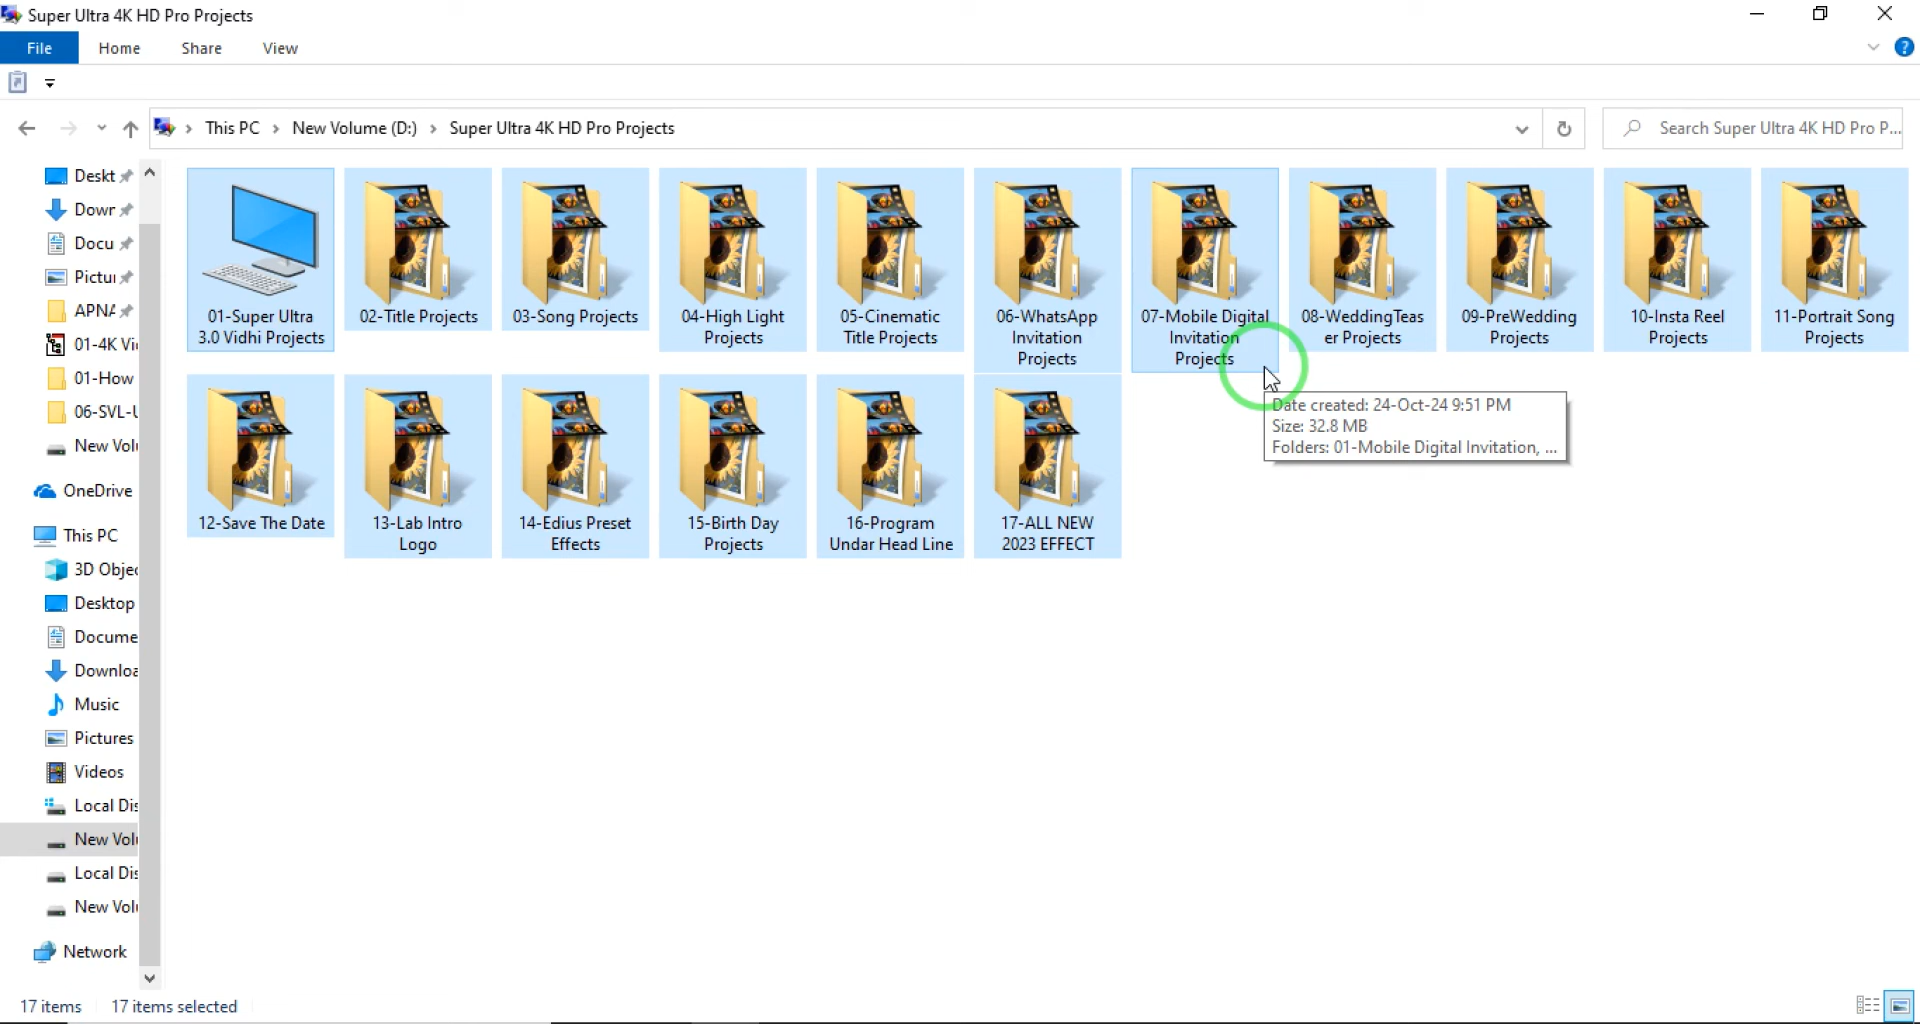 Super Ultra 4K HD Pro Projects
File Home Share View
This PC New Volume (D:) Super Ultra 4K HD Pro Projects
Search Super Ultra 4K HD Pro P...
Deskt
Dowr
Docu
Pictu
APNA
01-4K Vi
01-How
06-SVL-U
New Volu
OneDrive
This PC
3D Objec
Desktop
Docume
Downloa
Music
Pictures
Videos
Local Dis
New Volu
Local Dis
New Volu
Network
01-Super Ultra
3.0 Vidhi Projects
02-Title Projects
03-Song Projects
04-High Light
Projects
05-Cinematic
Title Projects
06-WhatsApp
Invitation
Projects
07-Mobile Digital
Invitation
Projects
08-WeddingTeas
er Projects
09-PreWedding
Projects
10-Insta Reel
Projects
11-Portrait Song
Projects
Date created: 24-Oct-24 9:51 PM
Size: 32.8 MB
Folders: 01-Mobile Digital Invitation, ...
12-Save The Date
13-Lab Intro
Logo
14-Edius Preset
Effects
15-Birth Day
Projects
16-Program
Undar Head Line
17-ALL NEW
2023 EFFECT
17 items 17 items selected